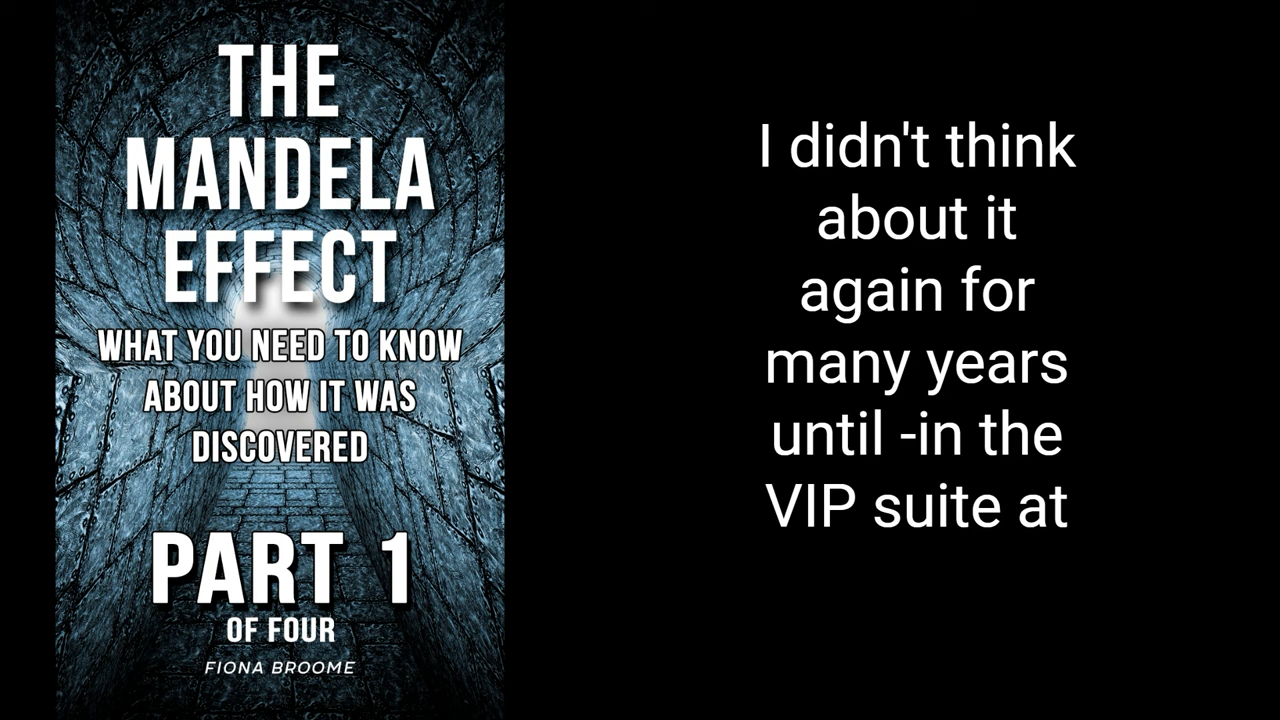 THE
MANDELA
EFFECT
WHAT YOU NEED TO KNOW
ABOUT HOW IT WAS
DISCOVERED
PART 1
OF FOUR
FIONA BROOME
I didn't think
about it
again for
many years
until -in the
VIP suite at